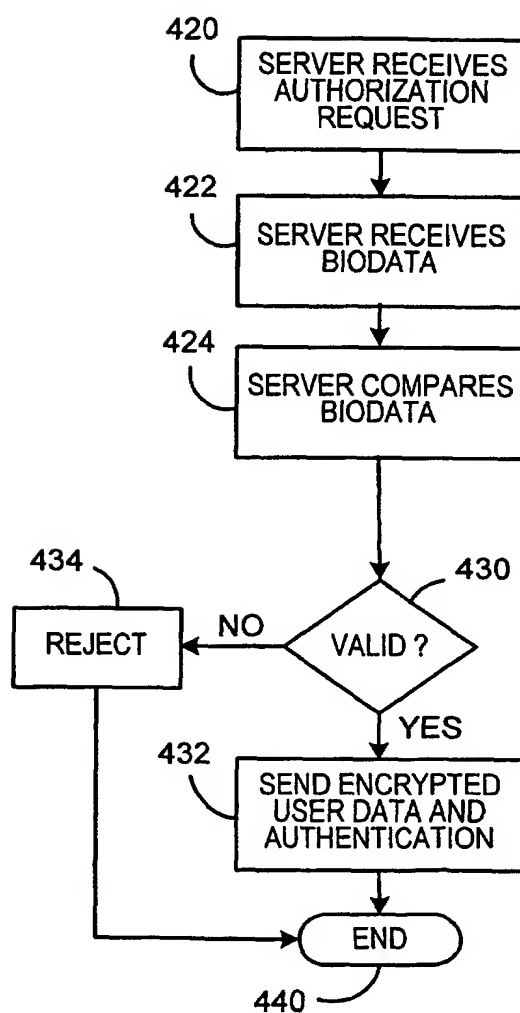 420
SERVER RECEIVES
AUTHORIZATION
REQUEST
422
SERVER RECEIVES
BIODATA
424
SERVER COMPARES
BIODATA
430
VALID ?
434
REJECT
NO
YES
432
SEND ENCRYPTED
USER DATA AND
AUTHENTICATION
END
440